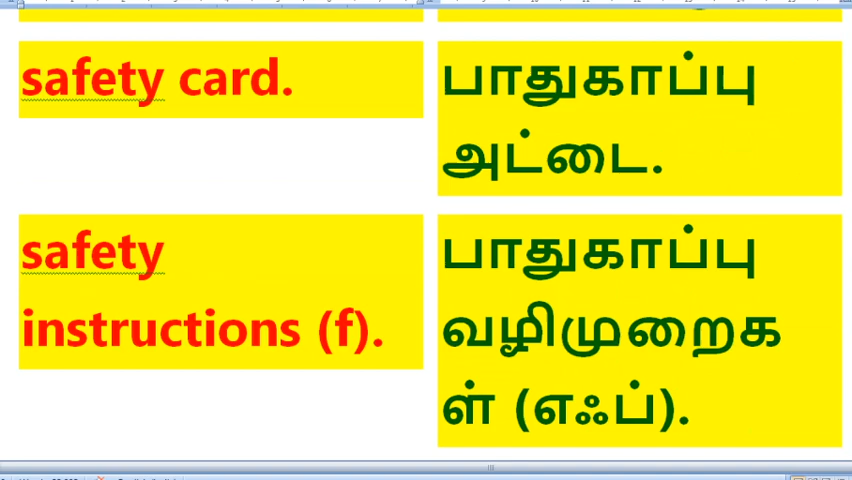 safety card.
பாதுகாப்பு
அட்டை.
safety
instructions (f).
பாதுகாப்பு
வழிமுறைக
ள் (எஃப்).